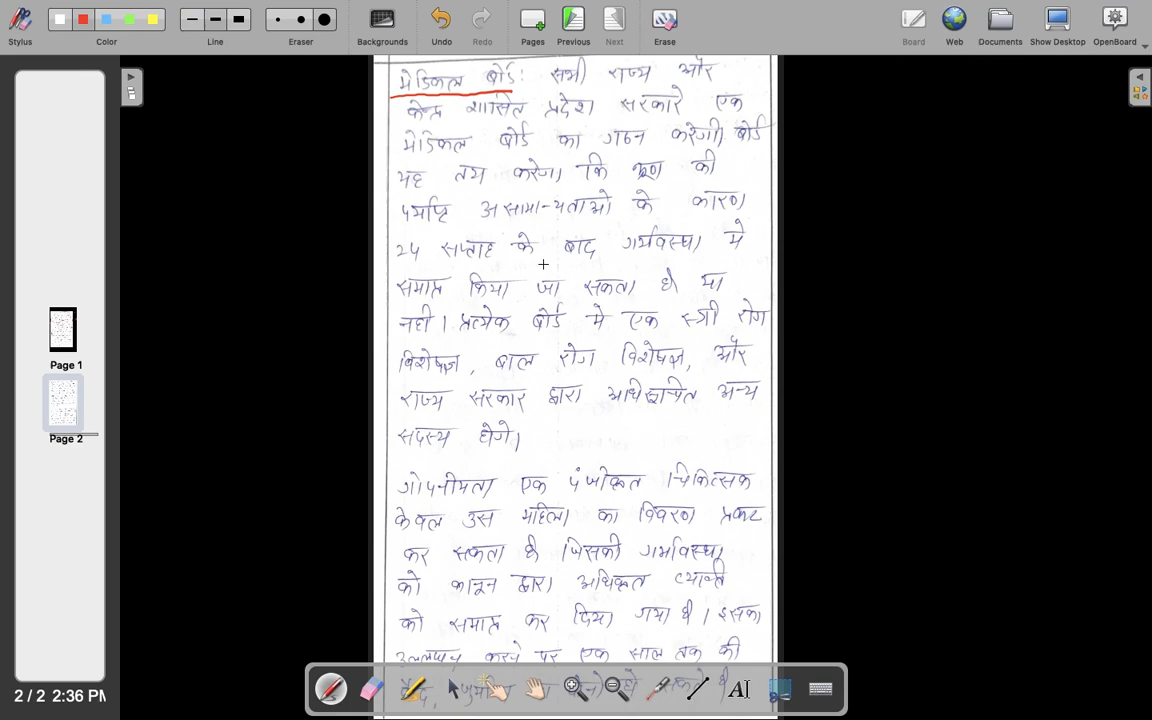 Stylus
Color
Line
Eraser
Backgrounds
Undo
Redo
Pages
Previous
Next
Erase
Board
Web
Documents
Show Desktop
OpenBoard
मेडिकल बोर्ड: सभी राज्य और
केन्द्र शासित प्रदेश सरकारे एक
मेडिकल बोर्ड का गठन करेगी। बोर्ड
यह तय करेगा कि भ्रूण की
पर्याप्त असामान्यताओ के कारण
24 सप्ताह के बाद गर्भवस्था मे
समाप्त किया जा सकता है या
नही। प्रत्येक बोर्ड मे एक स्त्री रोग
विशेषज्ञ, बाल रोग विशेषज्ञ, और
राज्य सरकार द्वारा अधिसूचित अन्य
सदस्य होगे।
गोपनीयता एक पंजीकृत चिकित्सक
केवल उस महिला का विवरण प्रकट
कर सकता है जिसकी गर्भावस्था
को कानून द्वारा अधिकृत व्यक्ति
को समाप्त कर दिया गया है। इसका
उल्लघन करने पर एक साल तक की
Page 1
Page 2
2 / 2 2:36 PM